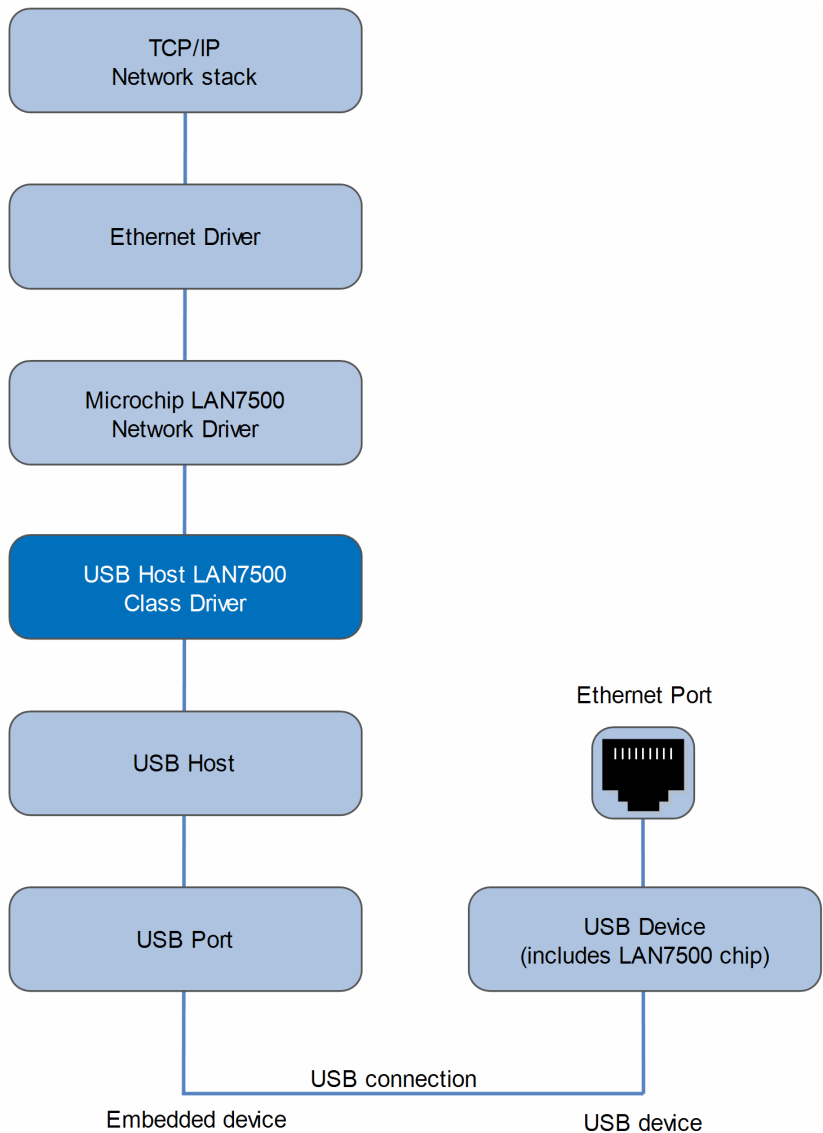 TCP/IP
Network stack
Ethernet Driver
Microchip LAN7500
Network Driver
USB Host LAN7500
Class Driver
Ethernet Port
USB Host
USB Port
USB Device
(includes LAN7500 chip)
USB connection
Embedded device
USB device